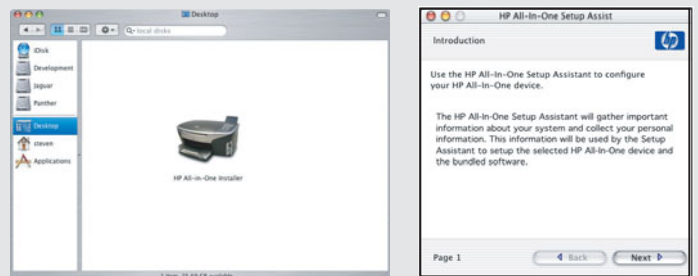 Desktop
Q- local disks
iDisk
Development
Jaguar
Panther
Desktop
steven
Applications
HP All-in-One Installer
HP All-In-One Setup Assist
Introduction
hp
Use the HP All-In-One Setup Assistant to configure
your HP All-In-One device.
The HP All-In-One Setup Assistant will gather important
information about your system and collect your personal
information. This information will be used by the Setup
Assistant to setup the selected HP All-In-One device and
the bundled software.
Page 1
Back
Next